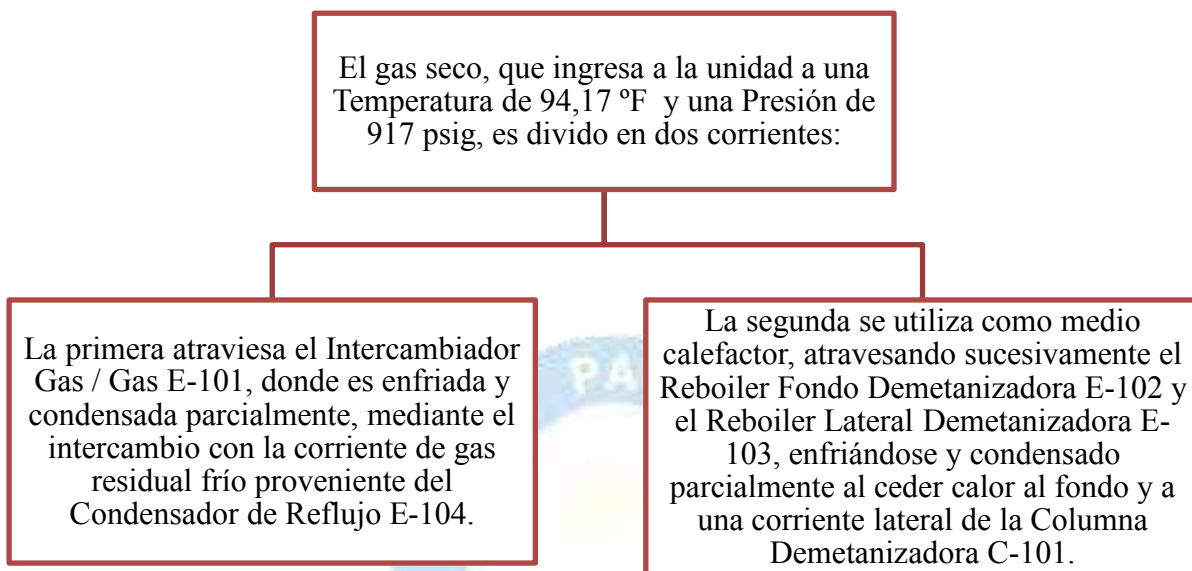 El gas seco, que ingresa a la unidad a una
Temperatura de 94,17 ºF  y una Presión de
917 psig, es divido en dos corrientes:
La primera atraviesa el Intercambiador
Gas / Gas E-101, donde es enfriada y
condensada parcialmente, mediante el
intercambio con la corriente de gas
residual frío proveniente del
Condensador de Reflujo E-104.
La segunda se utiliza como medio
calefactor, atravesando sucesivamente el
Reboiler Fondo Demetanizadora E-102 y
el Reboiler Lateral Demetanizadora E-
103, enfriándose y condensado
parcialmente al ceder calor al fondo y a
una corriente lateral de la Columna
Demetanizadora C-101.
PA